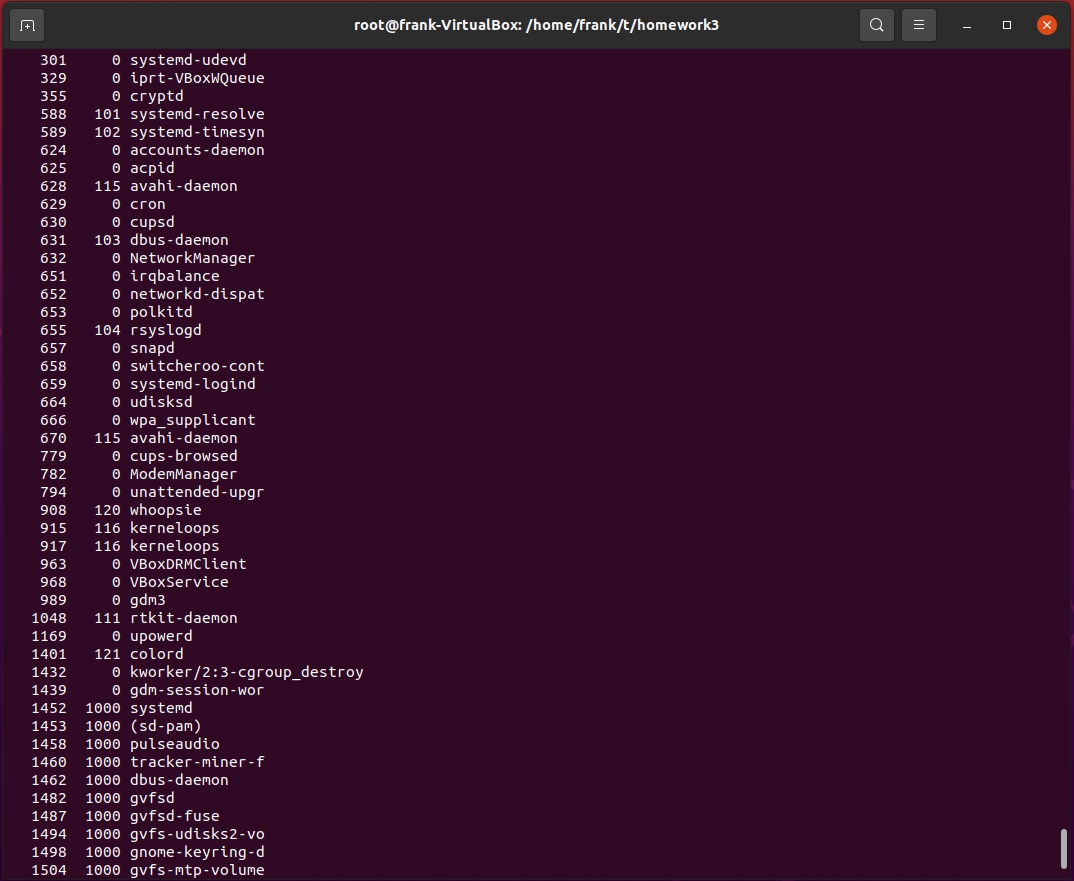 root@frank-VirtualBox: /home/frank/t/homework3
301 0 systemd-udevd
329 0 iprt-VBoxWQueue
355 0 cryptd
588 101 systemd-resolve
589 102 systemd-timesyn
624 0 accounts-daemon
625 0 acpid
628 115 avahi-daemon
629 0 cron
630 0 cupsd
631 103 dbus-daemon
632 0 NetworkManager
651 0 irqbalance
652 0 networkd-dispat
653 0 polkitd
655 104 rsyslogd
657 0 snapd
658 0 switcheroo-cont
659 0 systemd-logind
664 0 udisksd
666 0 wpa_supplicant
670 115 avahi-daemon
779 0 cups-browsed
782 0 ModemManager
794 0 unattended-upgr
908 120 whoopsie
915 116 kerneloops
917 116 kerneloops
963 0 VBoxDRMClient
968 0 VBoxService
989 0 gdm3
1048 111 rtkit-daemon
1169 0 upowerd
1401 121 colord
1432 0 kworker/2:3-cgroup_destroy
1439 0 gdm-session-wor
1452 1000 systemd
1453 1000 (sd-pam)
1458 1000 pulseaudio
1460 1000 tracker-miner-f
1462 1000 dbus-daemon
1482 1000 gvfsd
1487 1000 gvfsd-fuse
1494 1000 gvfs-udisks2-vo
1498 1000 gnome-keyring-d
1504 1000 gvfs-mtp-volume